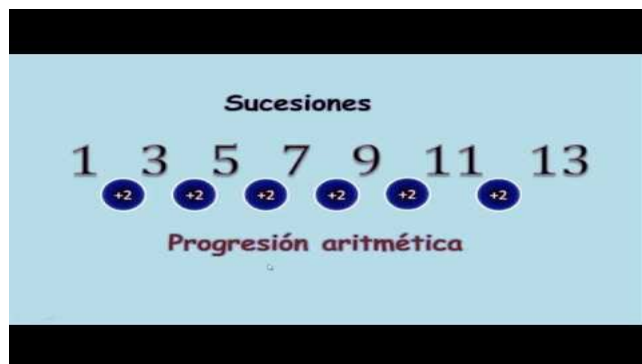 Sucesiones
1 3 5 7 9 11 13
+2 +2 +2 +2 +2 +2
Progresión aritmética